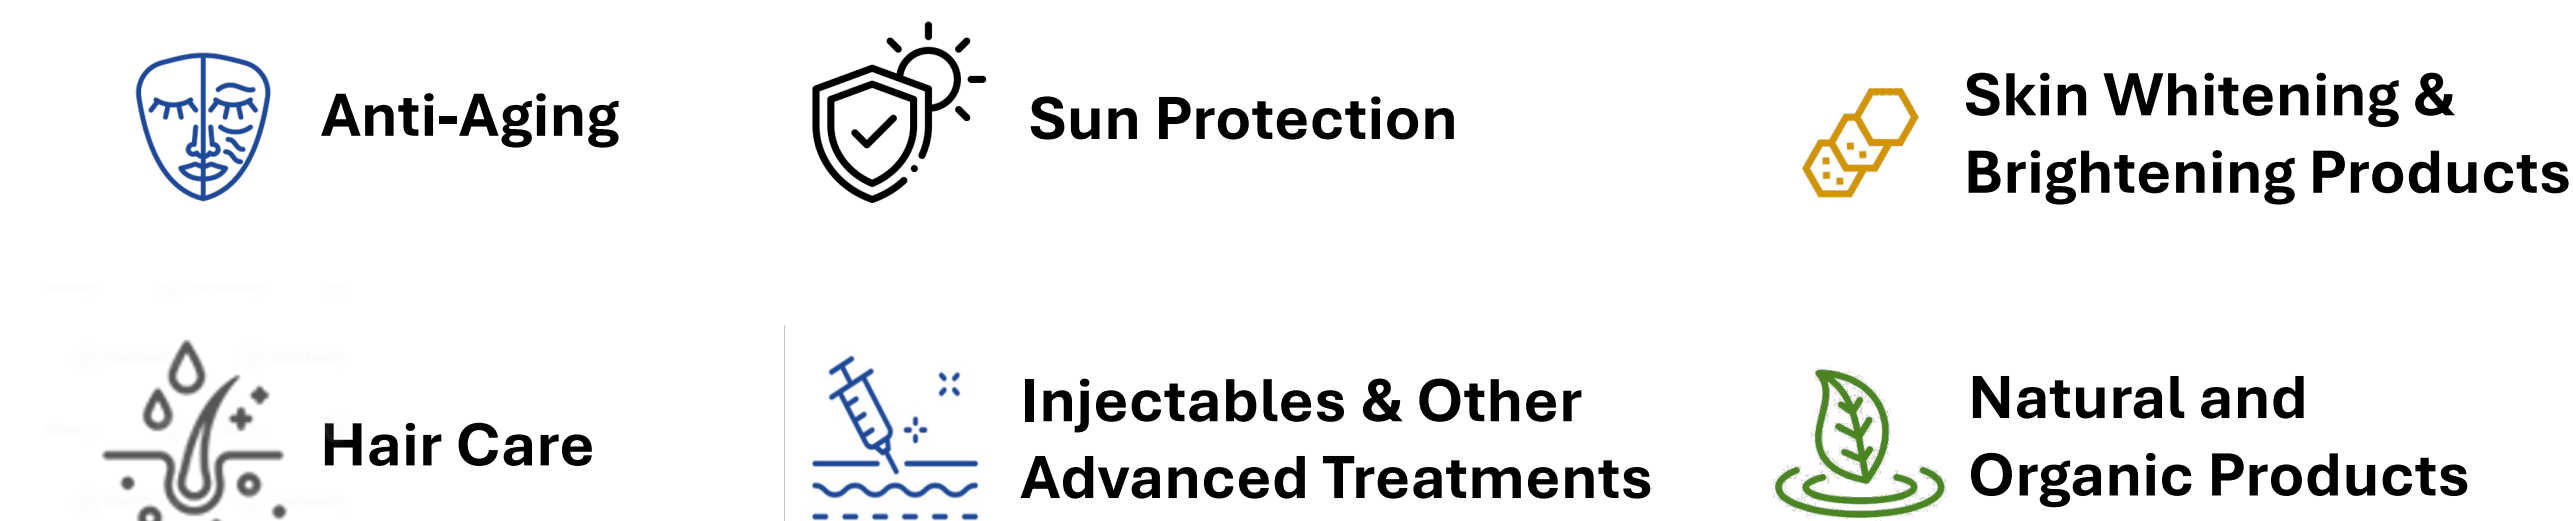 Anti-Aging
Sun Protection
Skin Whitening &
Brightening Products
Hair Care
Injectables & Other
Advanced Treatments
Natural and
Organic Products